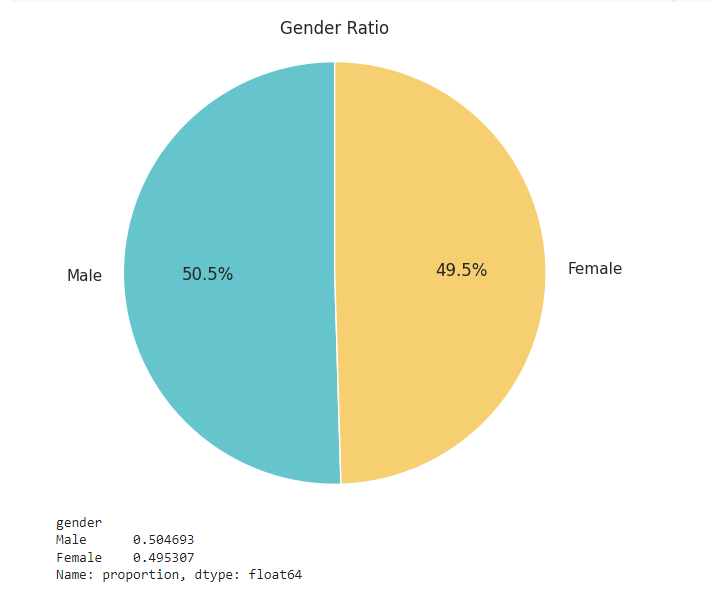 Gender Ratio
Male
50.5%
49.5%
Female
gender
Male      0.504693
Female    0.495307
Name: proportion, dtype: float64